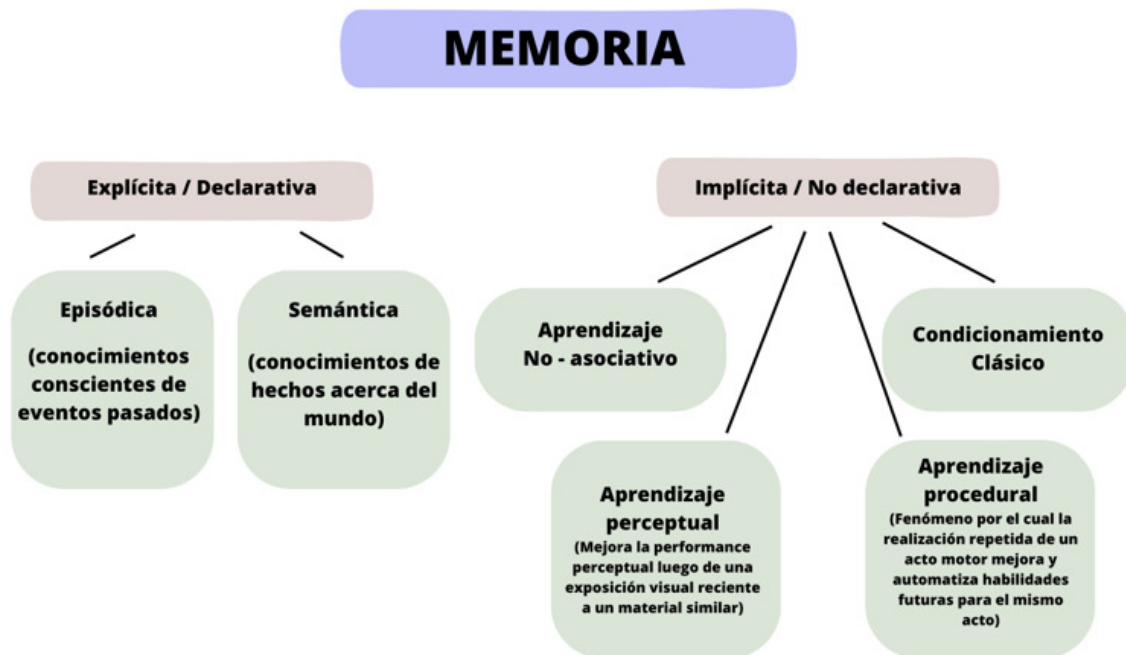 MEMORIA
Explícita / Declarativa
Implícita / No declarativa
Episódica
(conocimientos
conscientes de
eventos pasados)
Semántica
(conocimientos de
hechos acerca del
mundo)
Aprendizaje
No - asociativo
Condicionamiento
Clásico
Aprendizaje
perceptual
(Mejora la performance
perceptual luego de una
exposición visual reciente
a un material similar)
Aprendizaje
procedural
(Fenómeno por el cual la
realización repetida de un
acto motor mejora y
automatiza habilidades
futuras para el mismo
acto)